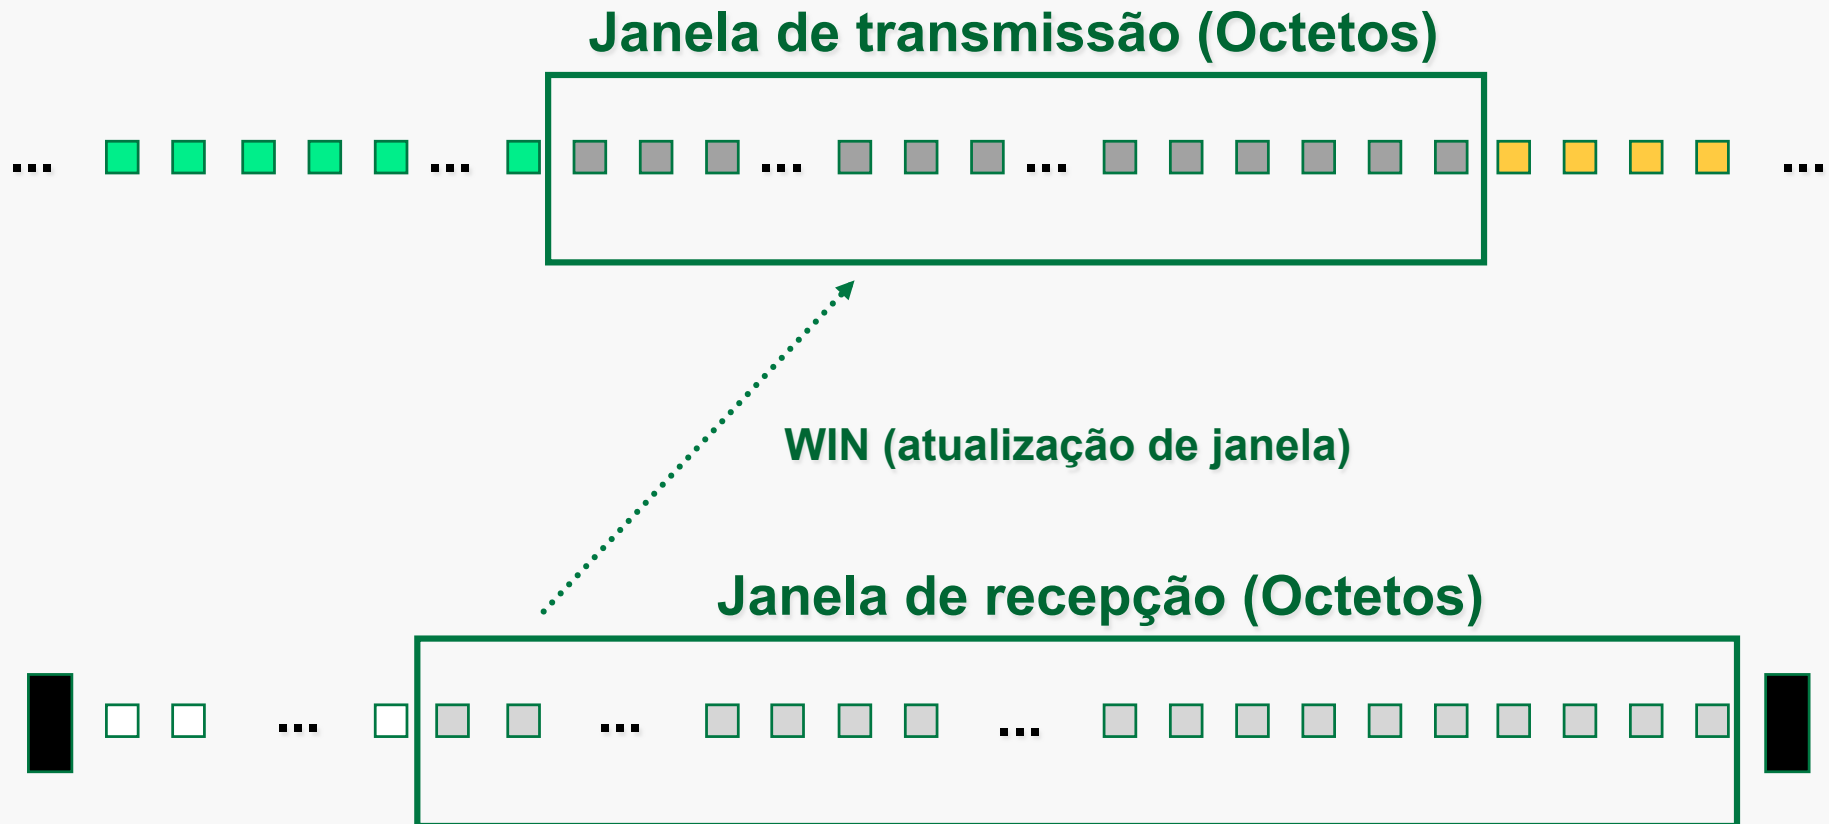 Janela de transmissão (Octetos)
... ... ... ... ...
WIN (atualização de janela)
Janela de recepção (Octetos)
... ... ...